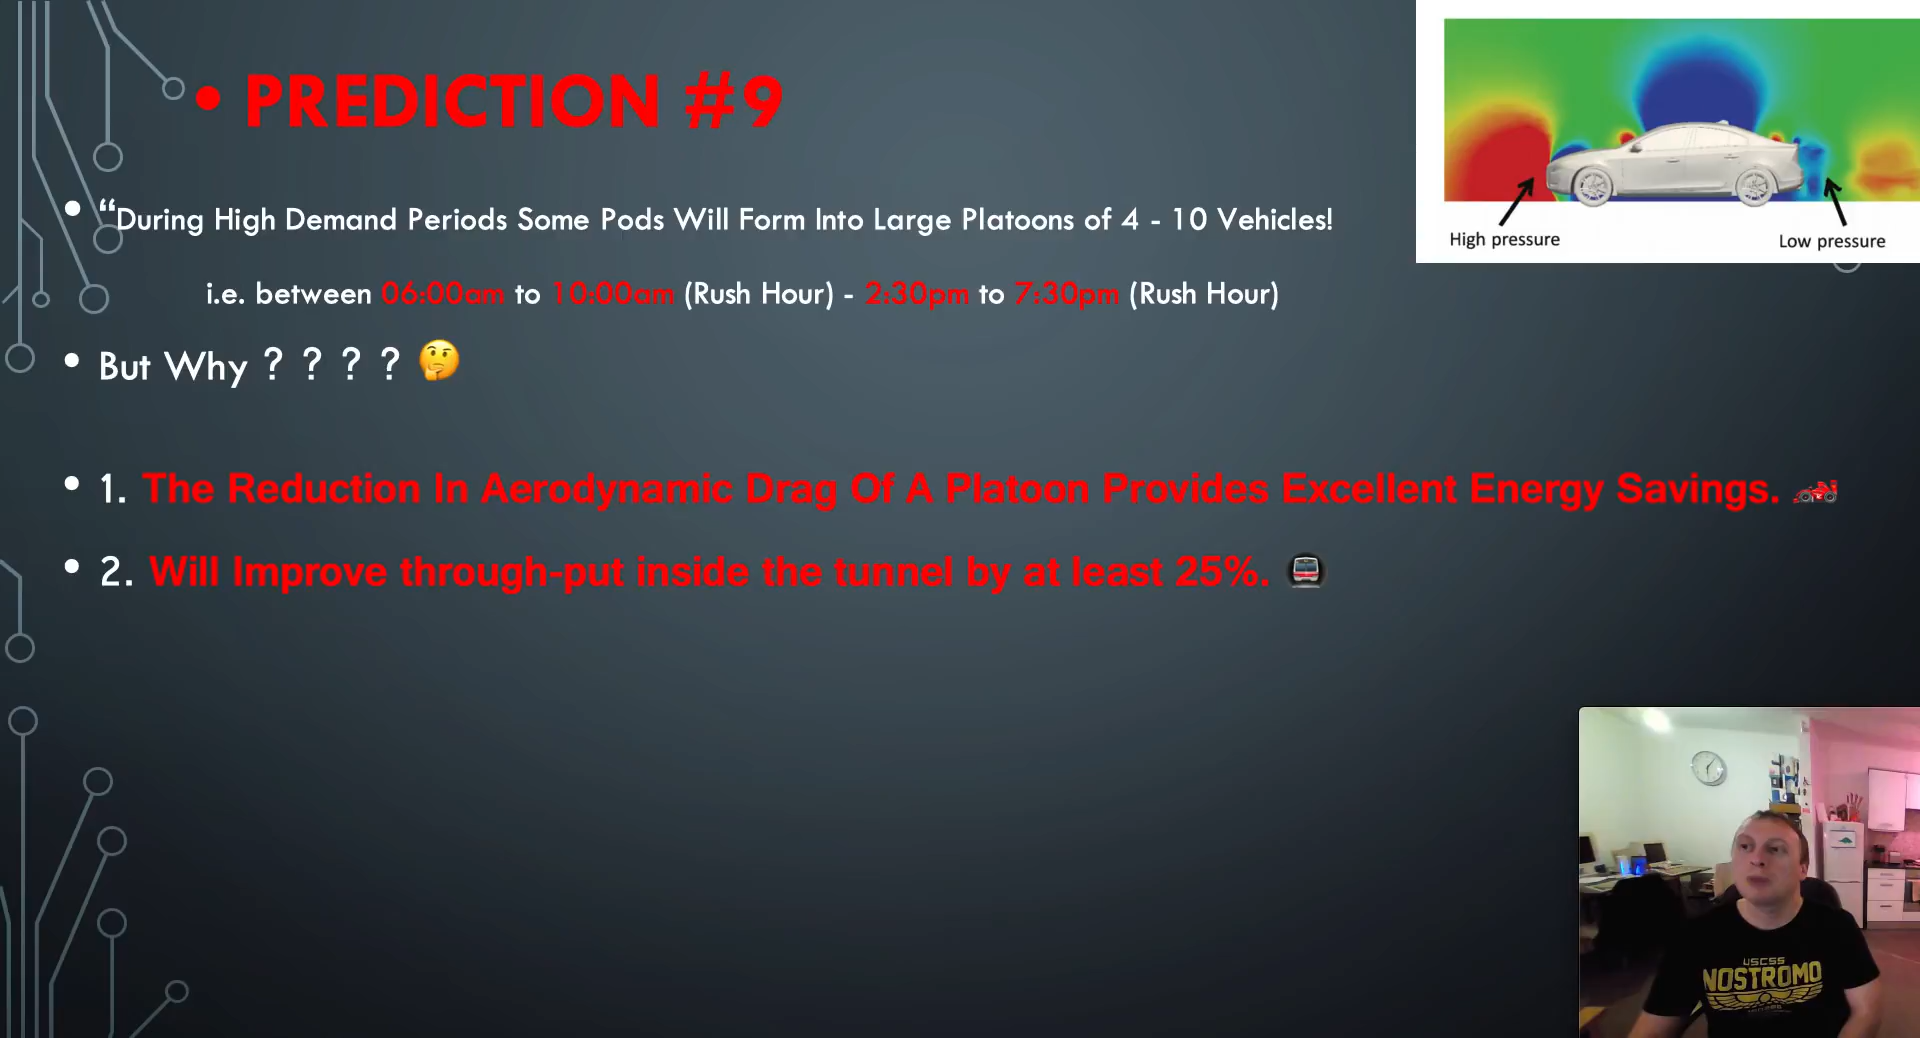 • PREDICTION #9
• “During High Demand Periods Some Pods Will Form Into Large Platoons of 4 - 10 Vehicles!
i.e. between 06:00am to 10:00am (Rush Hour) - 2:30pm to 7:30pm (Rush Hour)
• But Why ? ? ? ? 🤔
• 1. The Reduction In Aerodynamic Drag Of A Platoon Provides Excellent Energy Savings. 🏎️
• 2. Will Improve through-put inside the tunnel by at least 25%. 🚇
High pressure
Low pressure
USCSS
NOSTROMO